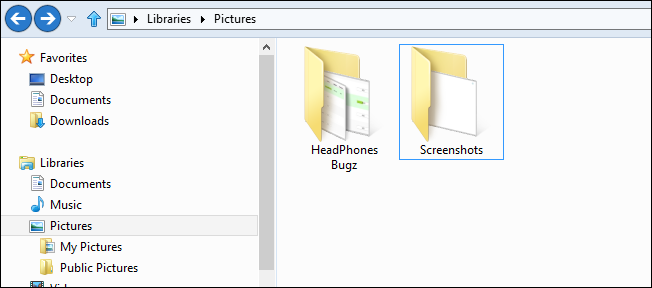 Libraries Pictures
Favorites
Desktop
Documents
Downloads
Libraries
Documents
Music
Pictures
My Pictures
Public Pictures
HeadPhones
Bugz
Screenshots